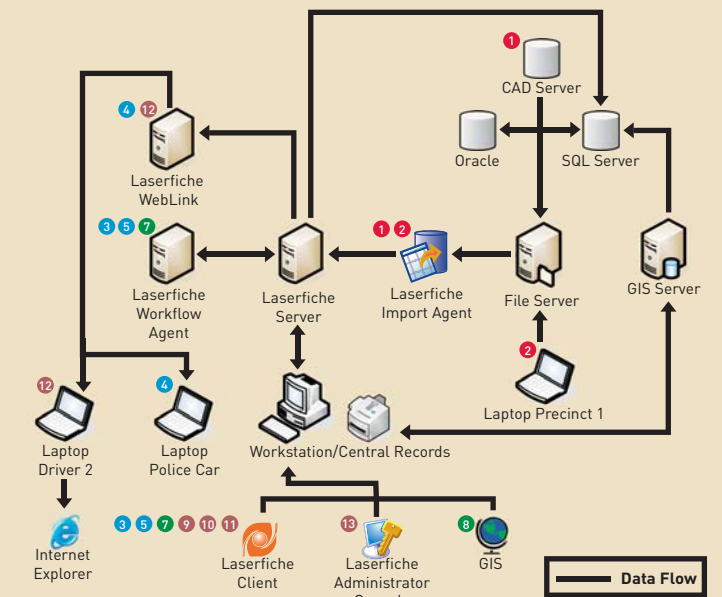 1
CAD Server
4 12
Oracle
SQL Server
Laserfiche
WebLink
3 5 7
1 2
Laserfiche
Workflow
Agent
Laserfiche
Server
Laserfiche
Import Agent
File Server
GIS Server
2
Laptop Precinct 1
12
4
Laptop
Driver 2
Laptop
Police Car
Workstation/Central Records
3 5 7 9 10 11
13
8
Internet
Explorer
Laserfiche
Client
Laserfiche
Administrator
GIS
Data Flow